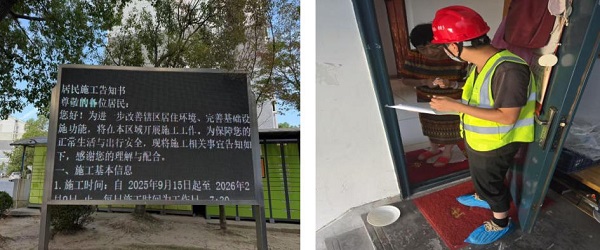 居民施工告知书
尊敬的各位居民:
您好!为进一步改善辖区居住环境、完善基础设
施功能,将在本区域开展施工工作,为保障您的
正常生活与出行安全,现将施工相关事宜告知如
下,感谢您的理解与配合。
一、施工基本信息
1.施工时间:自 2025年9月15日起至 2026年2